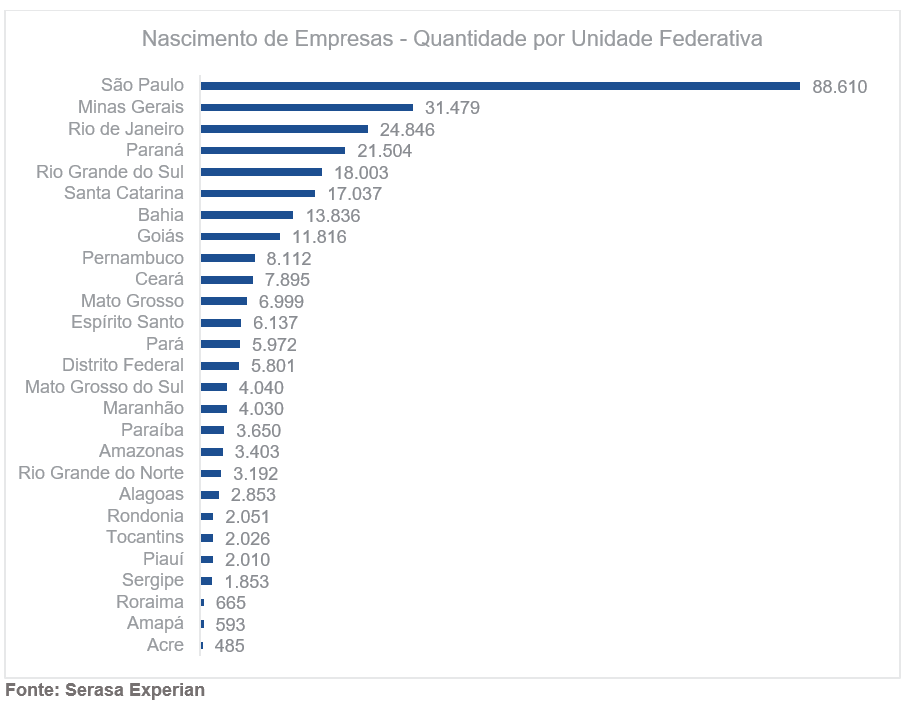 Nascimento de Empresas - Quantidade por Unidade Federativa
São Paulo 88.610
Minas Gerais 31.479
Rio de Janeiro 24.846
Paraná 21.504
Rio Grande do Sul 18.003
Santa Catarina 17.037
Bahia 13.836
Goiás 11.816
Pernambuco 8.112
Ceará 7.895
Mato Grosso 6.999
Espírito Santo 6.137
Pará 5.972
Distrito Federal 5.801
Mato Grosso do Sul 4.040
Maranhão 4.030
Paraíba 3.650
Amazonas 3.403
Rio Grande do Norte 3.192
Alagoas 2.853
Rondonia 2.051
Tocantins 2.026
Piauí 2.010
Sergipe 1.853
Roraima 665
Amapá 593
Acre 485
Fonte: Serasa Experian